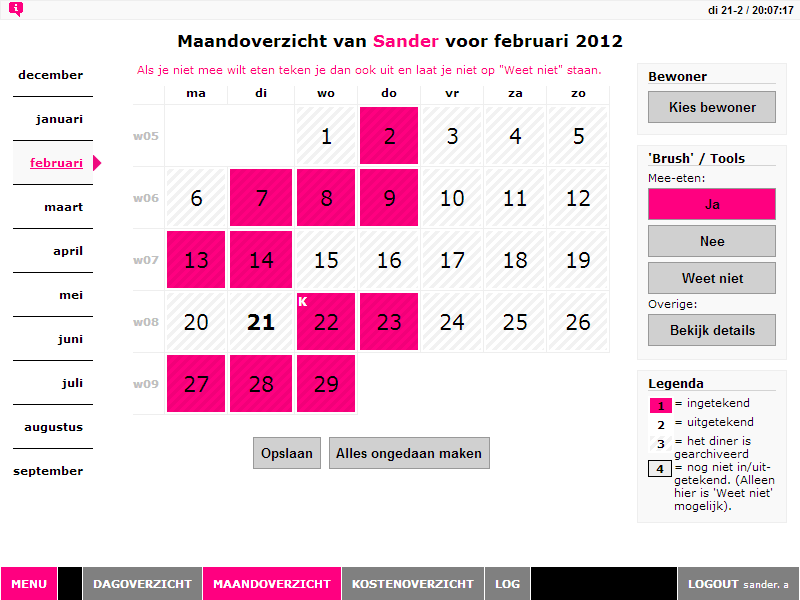 di 21-2 / 20:07:17
Maandoverzicht van Sander voor februari 2012
december
januari
februari
maart
april
mei
juni
juli
augustus
september
Als je niet mee wilt eten teken je dan ook uit en laat je niet op "Weet niet" staan.
ma di wo do vr za zo
w05 1 2 3 4 5
w06 6 7 8 9 10 11 12
w07 13 14 15 16 17 18 19
w08 20 21 K 22 23 24 25 26
w09 27 28 29
Opslaan Alles ongedaan maken
Bewoner
Kies bewoner
'Brush' / Tools
Mee-eten:
Ja
Nee
Weet niet
Overige:
Bekijk details
Legenda
1 = ingetekend
2 = uitgetekend
3 = het diner is
gearchiveerd
4 = nog niet in/uit-
getekend. (Alleen
hier is 'Weet niet'
mogelijk).
MENU DAGOVERZICHT MAANDOVERZICHT KOSTENOVERZICHT LOG LOGOUT sander. a